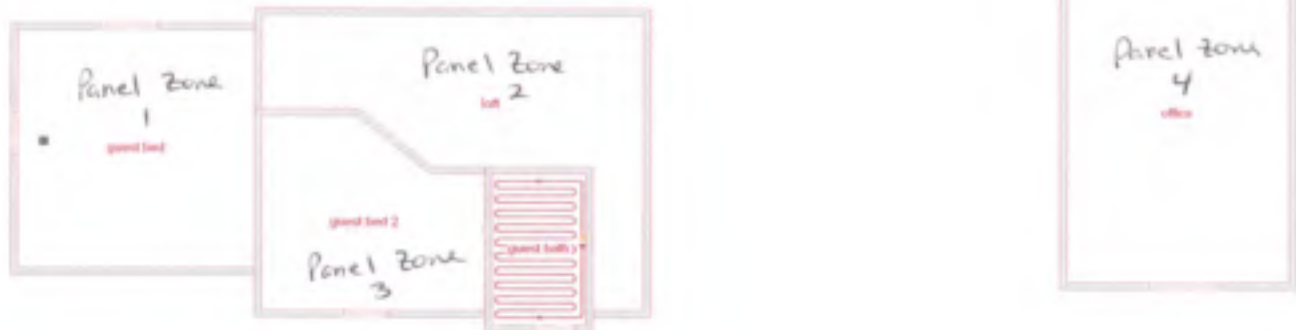 Panel Zone
1
guest bed
Panel Zone
2
loft
guest bed 2
Panel Zone
3
guest bath
Panel Zone
4
office